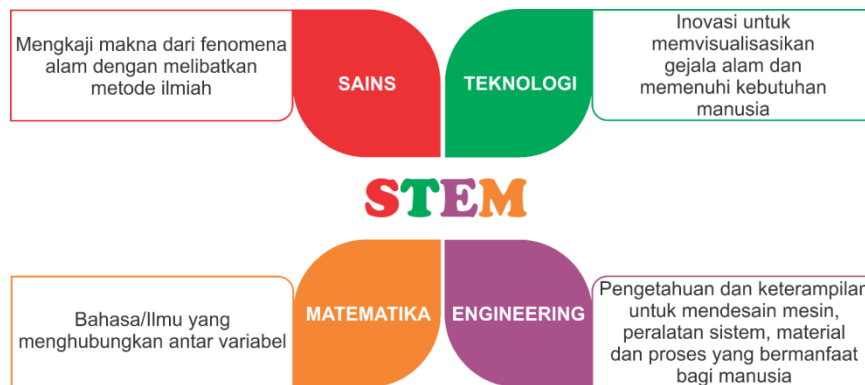 Mengkaji makna dari fenomena
alam dengan melibatkan
metode ilmiah
SAINS
TEKNOLOGI
Inovasi untuk
memvisualisasikan
gejala alam dan
memenuhi kebutuhan
manusia
STEM
Bahasa/Ilmu yang
menghubungkan antar variabel
MATEMATIKA
ENGINEERING
Pengetahuan dan keterampilan
untuk mendesain mesin,
peralatan sistem, material
dan proses yang bermanfaat
bagi manusia